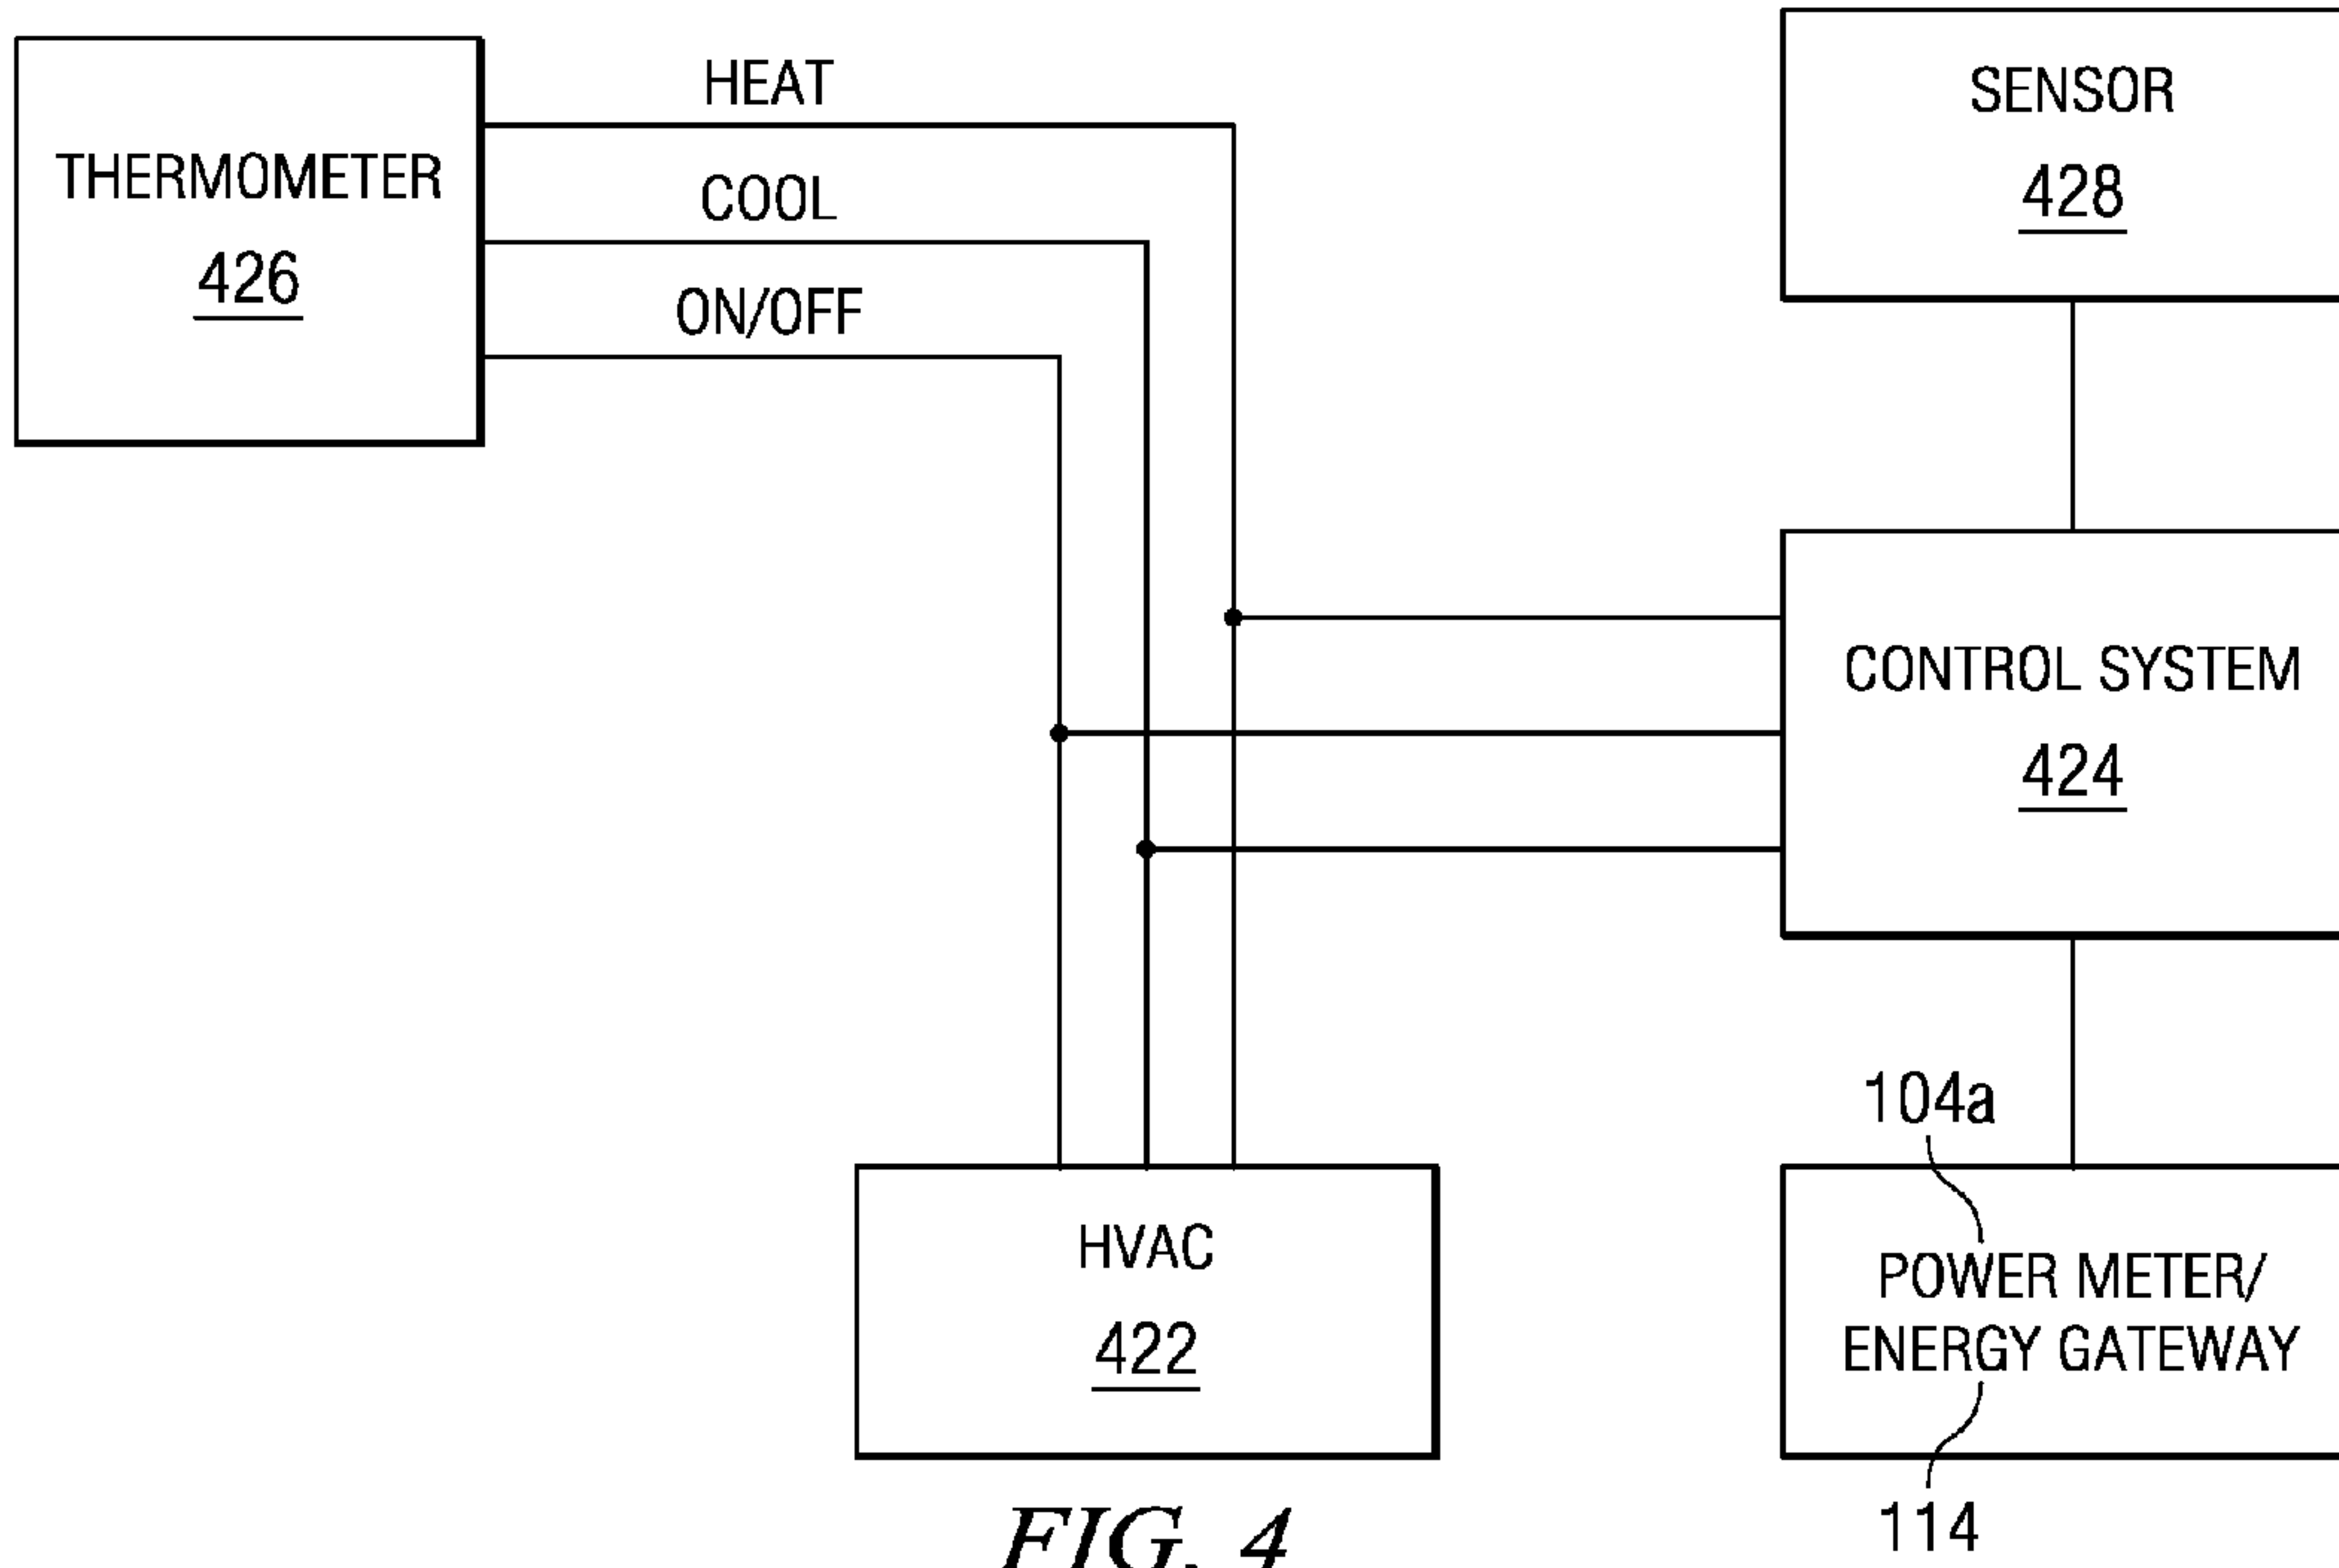 THERMOMETER
426
HEAT
COOL
ON/OFF
SENSOR
428
CONTROL SYSTEM
424
HVAC
422
104a
POWER METER/
ENERGY GATEWAY
114
FIG. 4